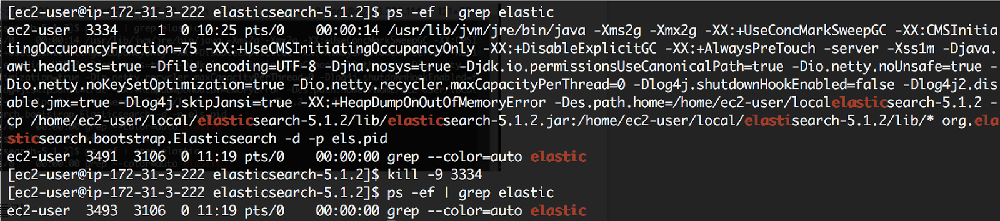 [ec2-user@ip-172-31-3-222 elasticsearch-5.1.2]$ ps -ef | grep elastic
ec2-user  3334     1  0 10:25 pts/0    00:00:14 /usr/lib/jvm/jre/bin/java -Xms2g -Xmx2g -XX:+UseConcMarkSweepGC -XX:CMSInitia
tingOccupancyFraction=75 -XX:+UseCMSInitiatingOccupancyOnly -XX:+DisableExplicitGC -XX:+AlwaysPreTouch -server -Xss1m -Djava.
awt.headless=true -Dfile.encoding=UTF-8 -Djna.nosys=true -Djdk.io.permissionsUseCanonicalPath=true -Dio.netty.noUnsafe=true -
Dio.netty.noKeySetOptimization=true -Dio.netty.recycler.maxCapacityPerThread=0 -Dlog4j.shutdownHookEnabled=false -Dlog4j2.dis
able.jmx=true -Dlog4j.skipJansi=true -XX:+HeapDumpOnOutOfMemoryError -Des.path.home=/home/ec2-user/localelasticsearch-5.1.2 -
cp /home/ec2-user/local/elasticsearch-5.1.2/lib/elasticsearch-5.1.2.jar:/home/ec2-user/local/elastisearch-5.1.2/lib/* org.ela
sticsearch.bootstrap.Elasticsearch -d -p els.pid
ec2-user  3491  3106  0 11:19 pts/0    00:00:00 grep --color=auto elastic
[ec2-user@ip-172-31-3-222 elasticsearch-5.1.2]$ kill -9 3334
[ec2-user@ip-172-31-3-222 elasticsearch-5.1.2]$ ps -ef | grep elastic
ec2-user  3493  3106  0 11:19 pts/0    00:00:00 grep --color=auto elastic